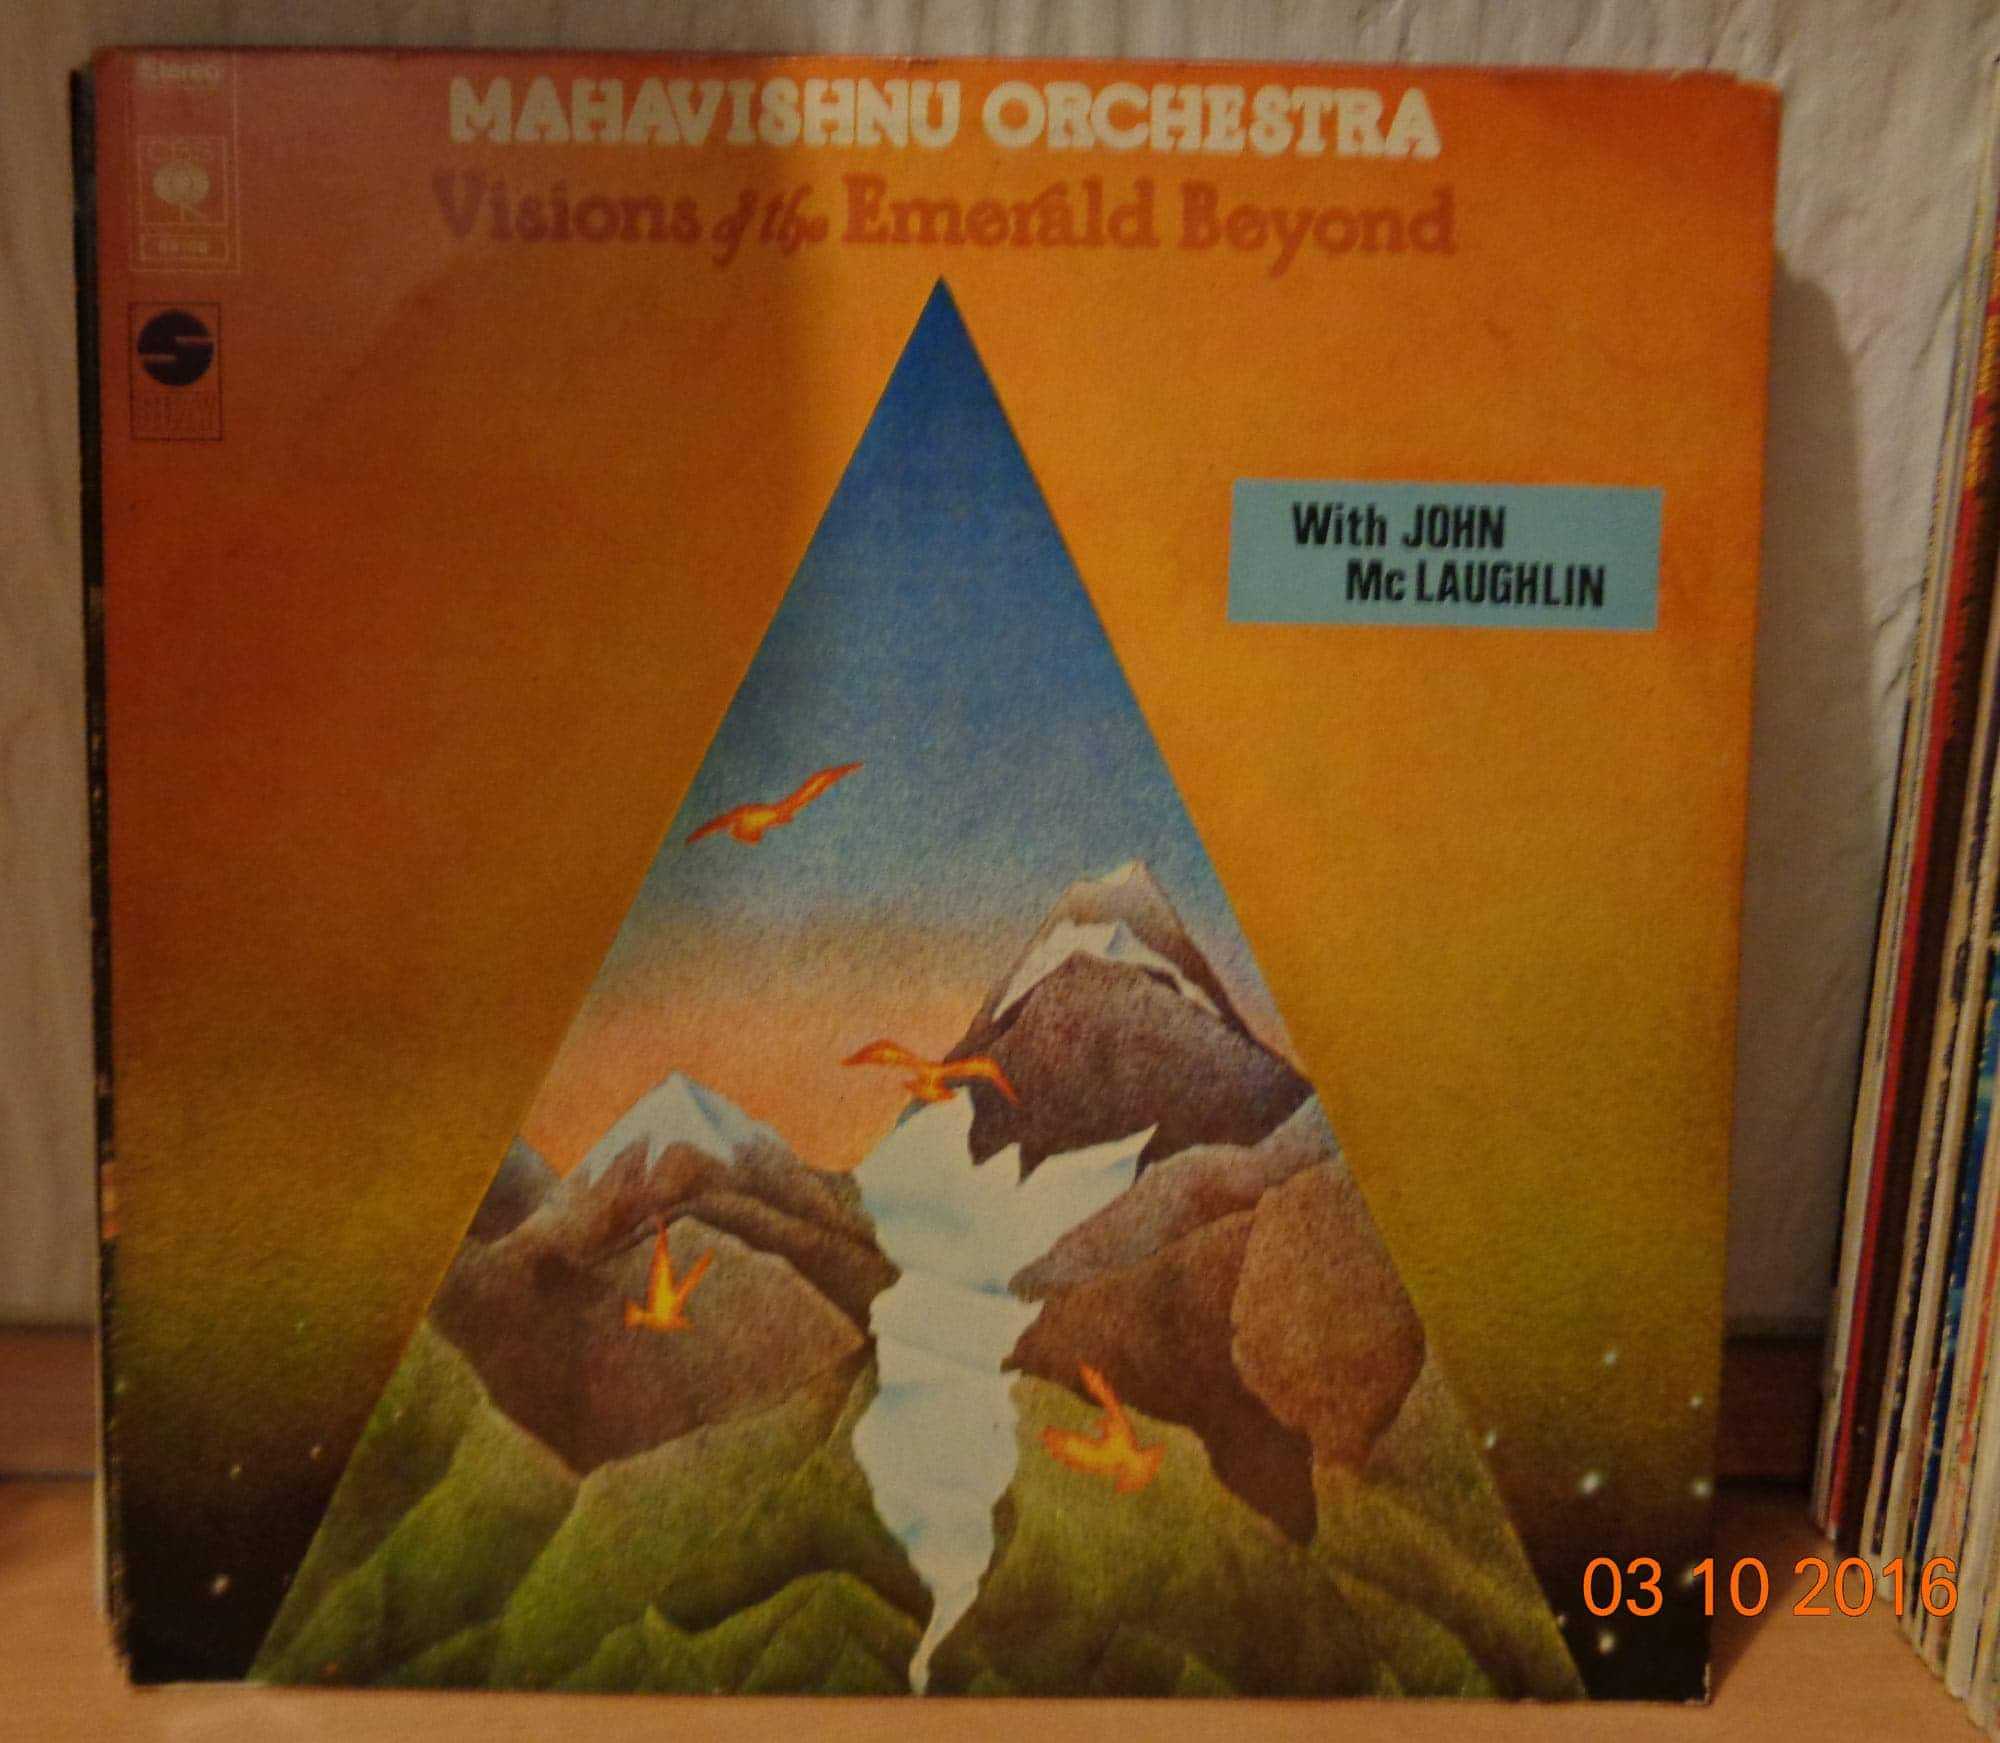 Stereo
CBS
MAHAVISHNU ORCHESTRA
Visions of the Emerald Beyond
With JOHN
Mc LAUGHLIN
03 10 2016